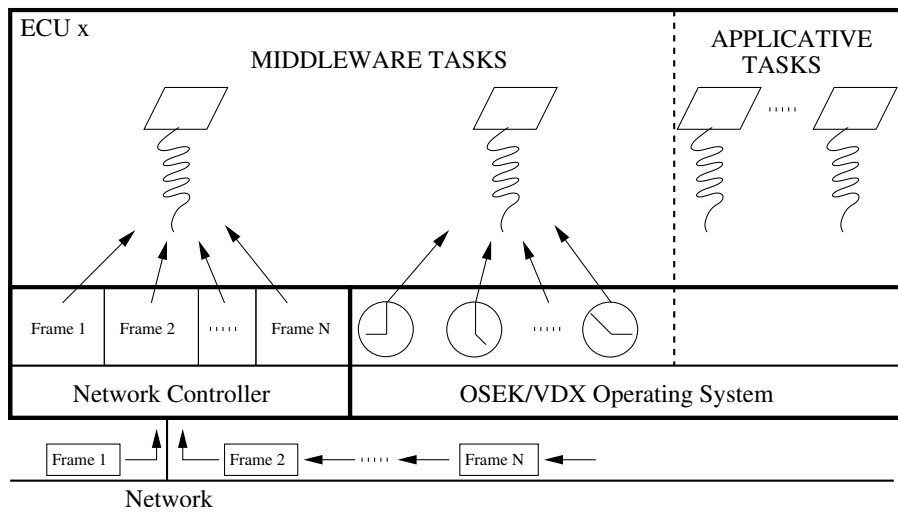 ECU x
MIDDLEWARE TASKS
APPLICATIVE
TASKS
Frame 1
Frame 2
Frame N
Network Controller
OSEK/VDX Operating System
Frame 1
Frame 2
Frame N
Network